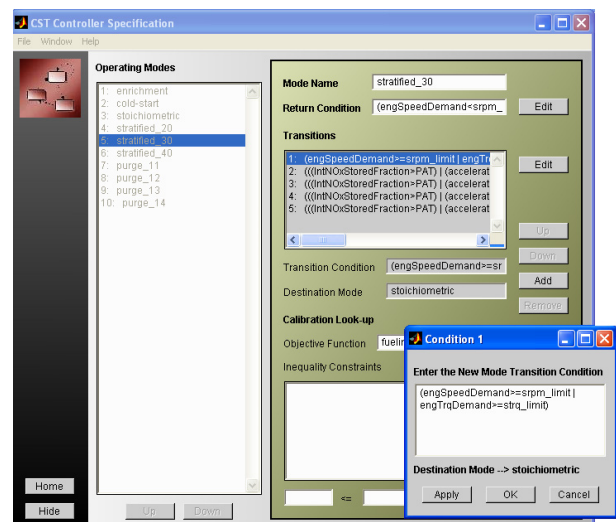 CST Controller Specification
File Window Help
Operating Modes
1: enrichment
2: cold-start
3: stoichiometric
4: stratified_20
5: stratified_30
6: stratified_40
7: purge_11
8: purge_12
9: purge_13
10: purge_14
Up Down
Home
Hide
Mode Name stratified_30
Return Condition (engSpeedDemand<srpm_ Edit
Transitions
1: (engSpeedDemand>=srpm_limit | engTr
2: (((IntNOxStoredFraction>PAT) | (accelerat
3: (((IntNOxStoredFraction>PAT) | (accelerat
4: (((IntNOxStoredFraction>PAT) | (accelerat
5: (((IntNOxStoredFraction>PAT) | (accelerat
Edit
Up
Down
Add
Remove
Transition Condition (engSpeedDemand>=sr
Destination Mode stoichiometric
Calibration Look-up
Objective Function fuelin
Inequality Constraints
<=
Condition 1
Enter the New Mode Transition Condition
(engSpeedDemand>=srpm_limit |
engTrqDemand>=strq_limit)
Destination Mode --> stoichiometric
Apply OK Cancel